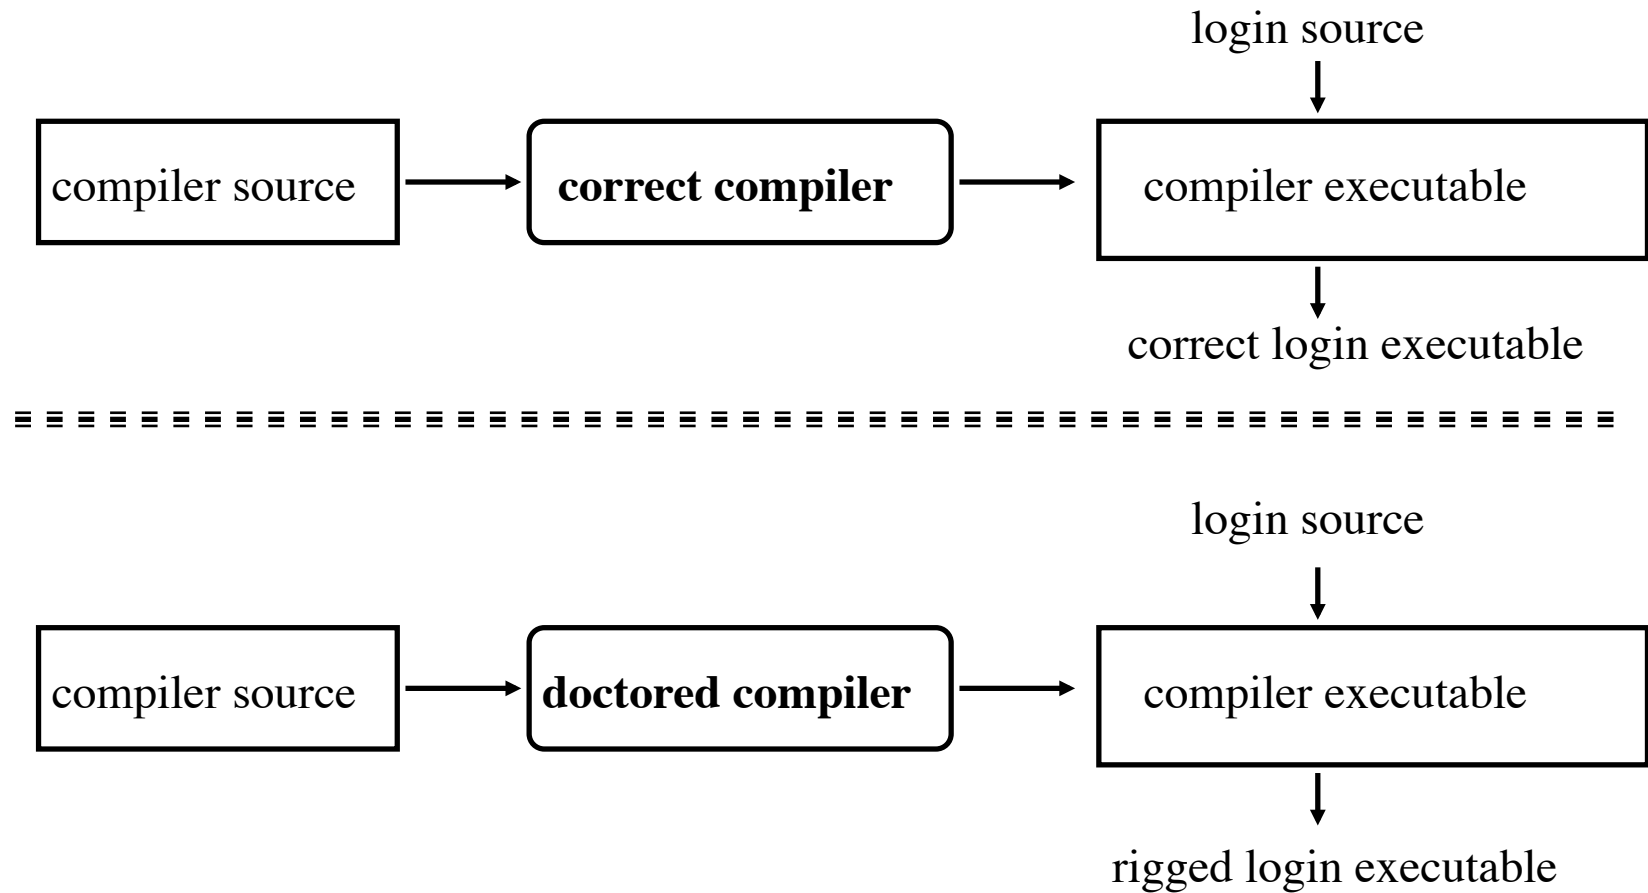 login source
compiler source
correct compiler
compiler executable
correct login executable
login source
compiler source
doctored compiler
compiler executable
rigged login executable